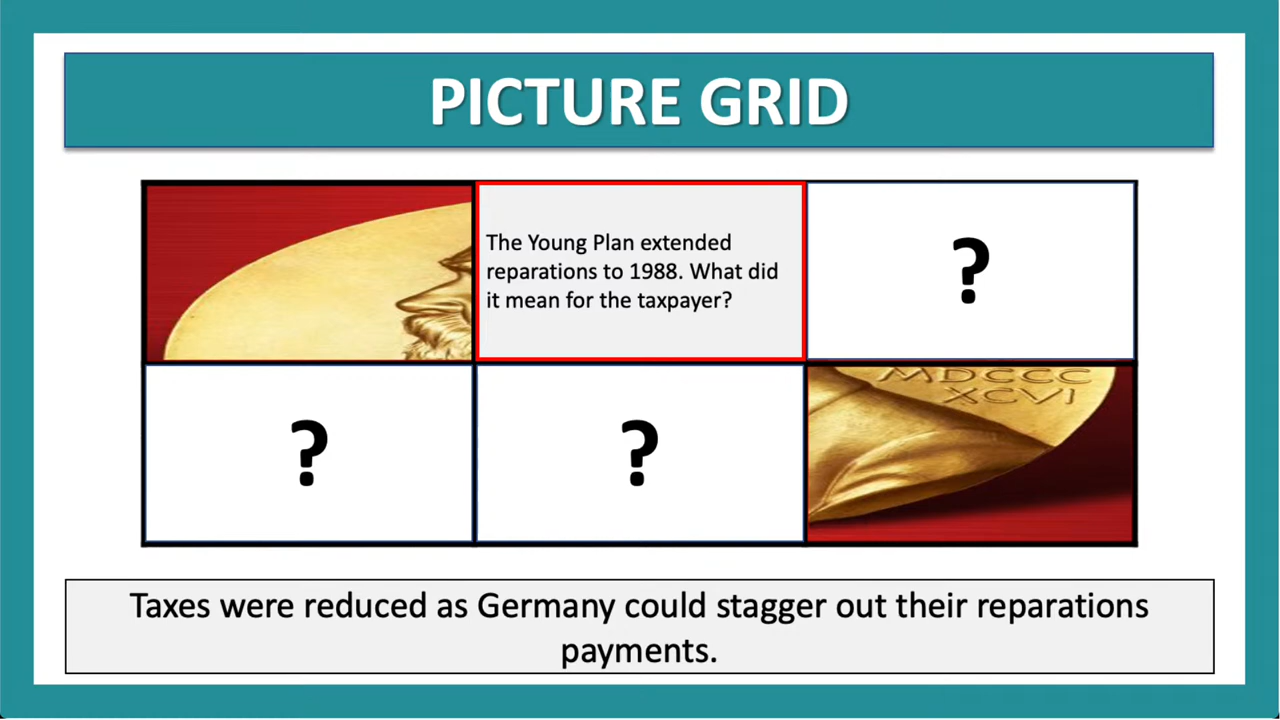 PICTURE GRID
The Young Plan extended
reparations to 1988. What did
it mean for the taxpayer?
?
?
?
MDCCC
XCVI
Taxes were reduced as Germany could stagger out their reparations
payments.